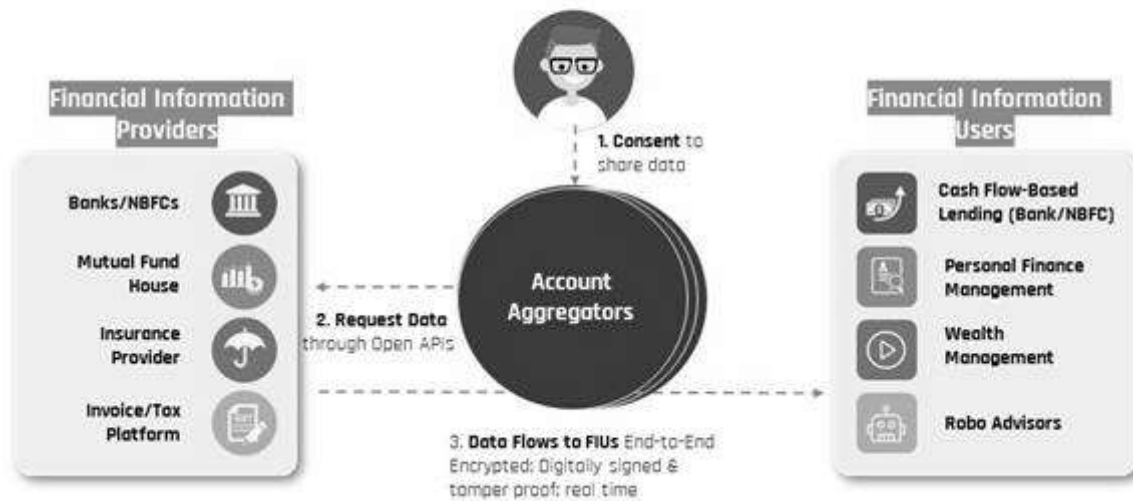 Financial Information
Providers
Banks/NBFCs
Mutual Fund
House
Insurance
Provider
Invoice/Tax
Platform
1. Consent to
share data
Account
Aggregators
2. Request Data
through Open APIs
3. Data Flows to FIUs End-to-End
Encrypted; Digitally signed &
tamper proof; real time
Financial Information
Users
Cash Flow-Based
Lending (Bank/NBFC)
Personal Finance
Management
Wealth
Management
Robo Advisors